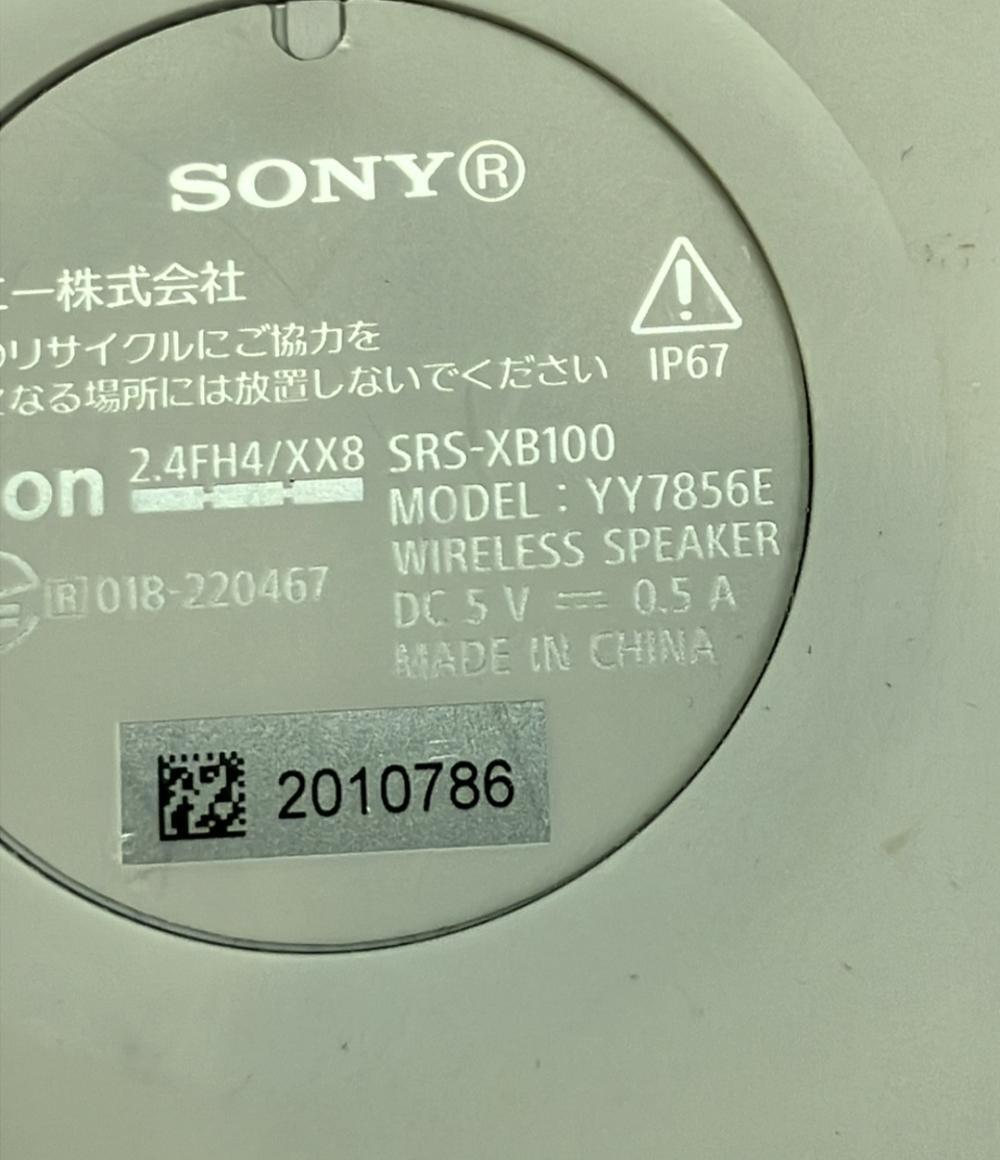 SONY®
ニー株式会社
のリサイクルにご協力を
となる場所には放置しないでください
IP67
on
2.4FH4/XX8
SRS-XB100
MODEL : YY7856E
WIRELESS SPEAKER
R 018-220467
DC 5 V ⎓ 0.5 A
MADE IN CHINA
2010786